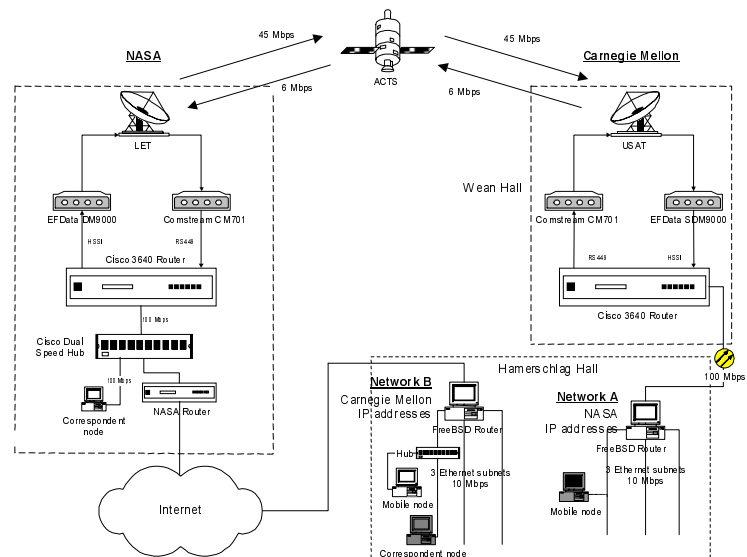 NASA
45 Mbps
6 Mbps
ACTS
45 Mbps
6 Mbps
Carnegie Mellon
LET
EFData DM9000
Comstream CM701
HSSI
RS449
Cisco 3640 Router
100 Mbps
Cisco Dual
Speed Hub
100 Mbps
Correspondent
node
NASA Router
Internet
Wean Hall
USAT
Comstream CM701
EFData SDM9000
RS449
HSSI
Cisco 3640 Router
100 Mbps
Hamerschlag Hall
Network B
Carnegie Mellon
IP addresses
FreeBSD Router
Hub
3 Ethernet subnets
10 Mbps
Mobile node
Correspondent node
Network A
NASA
IP addresses
FreeBSD Router
3 Ethernet subnets
10 Mbps
Mobile node